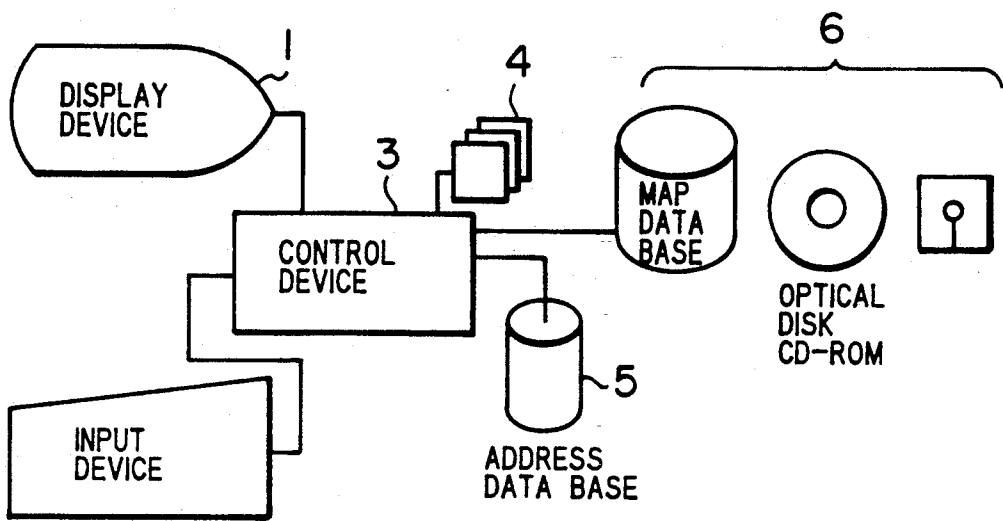 1
DISPLAY
DEVICE
3
4
6
CONTROL
DEVICE
MAP
DATA
BASE
OPTICAL
DISK
CD-ROM
5
ADDRESS
DATA BASE
INPUT
DEVICE